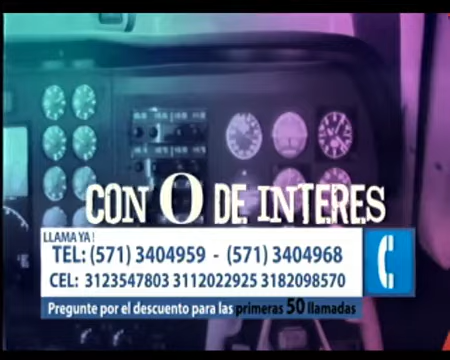 CON O DE INTERES
LLAMA YA !
TEL: (571) 3404959 - (571) 3404968
CEL: 3123547803 3112022925 3182098570
Pregunte por el descuento para las primeras 50 llamadas